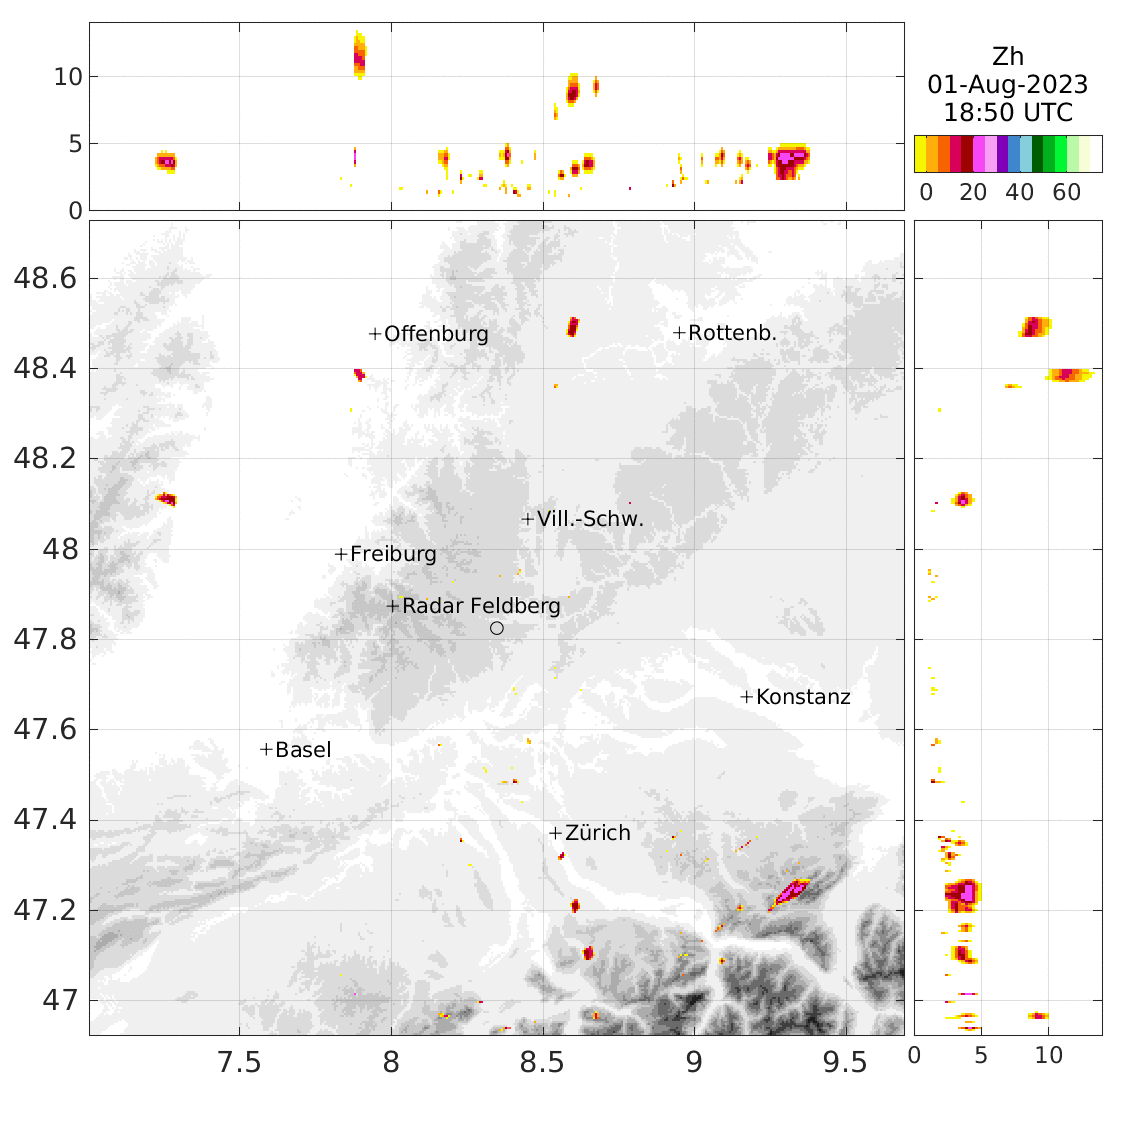 Zh
01-Aug-2023
18:50 UTC
0 20 40 60
10
5
0
48.6
48.4
48.2
48
47.8
47.6
47.4
47.2
47
+Offenburg
+Rottenb.
+Vill.-Schw.
+Freiburg
+Radar Feldberg
+Konstanz
+Basel
+Zürich
7.5 8 8.5 9 9.5
0 5 10